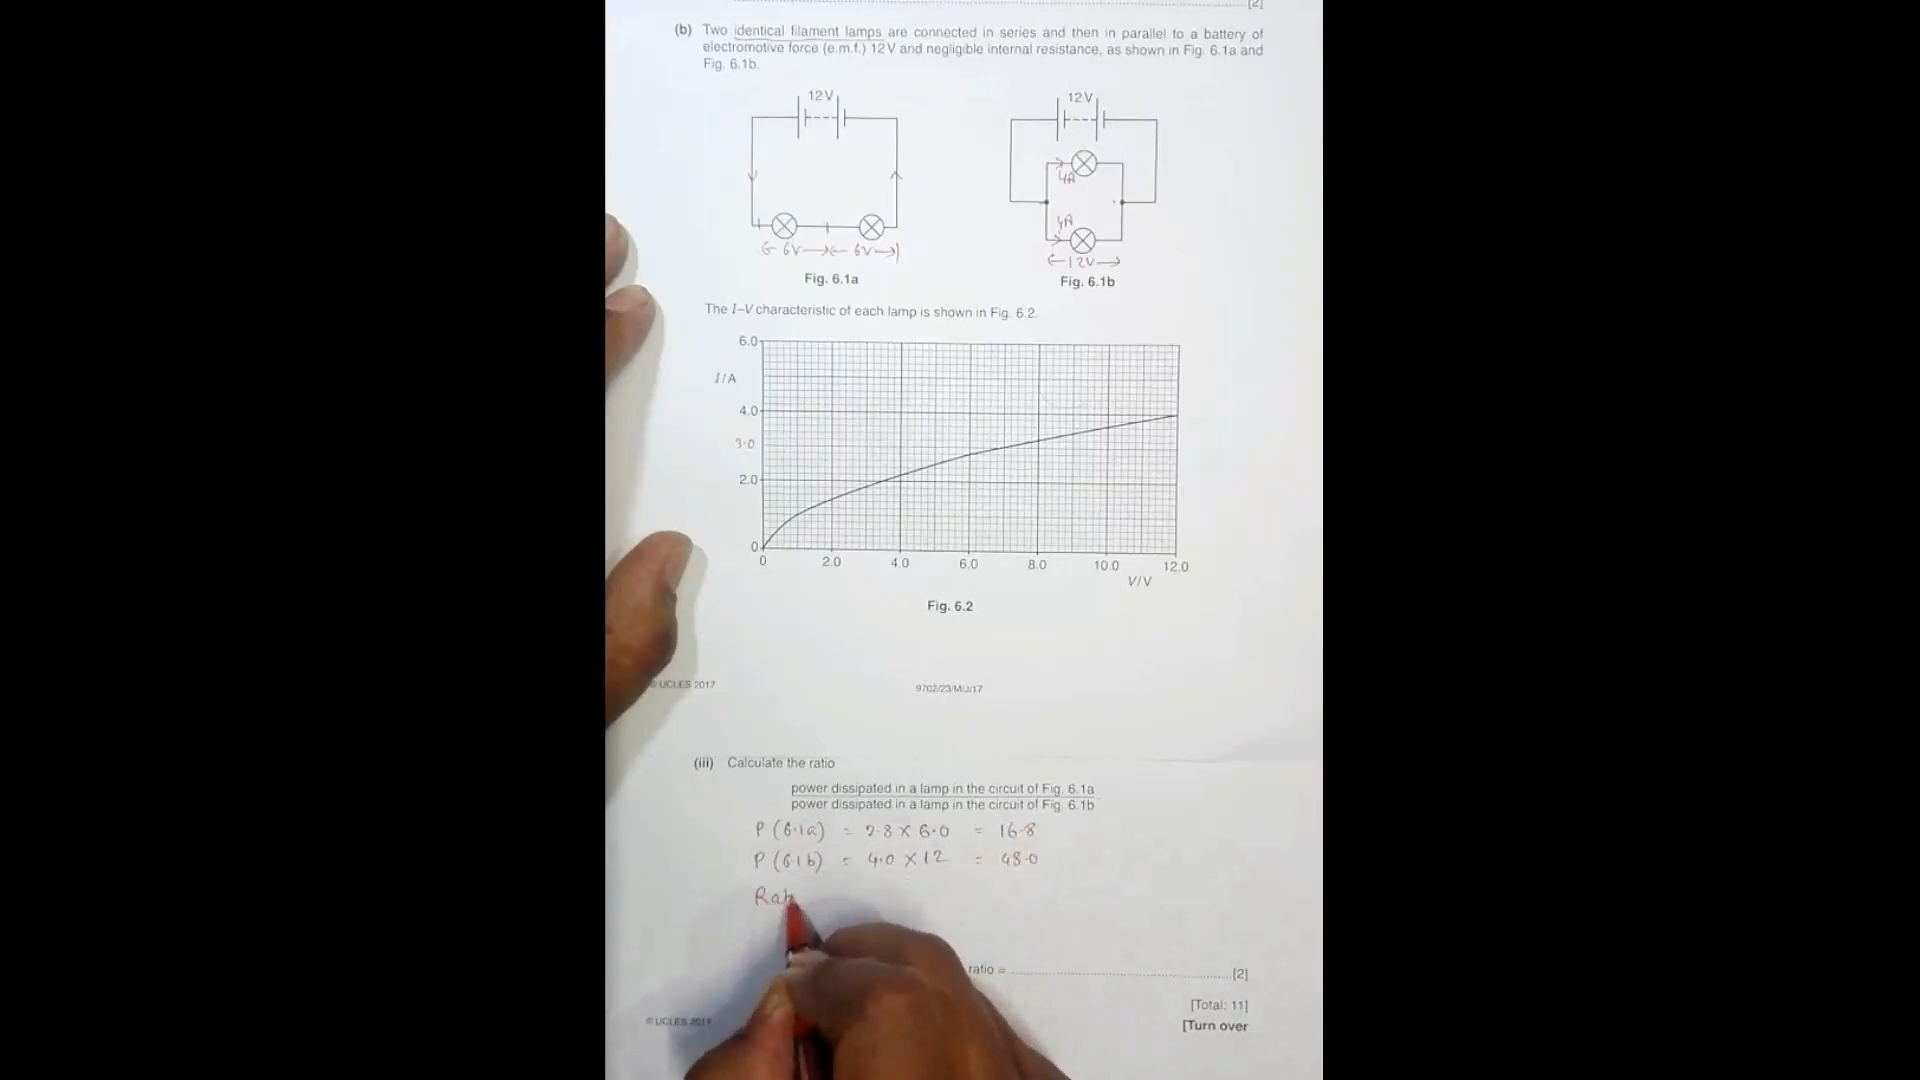 [2]
(b) Two identical filament lamps are connected in series and then in parallel to a battery of
electromotive force (e.m.f.) 12 V and negligible internal resistance, as shown in Fig. 6.1a and
Fig. 6.1b.
12 V
6V 6V
Fig. 6.1a
12 V
4A
4A
12V
Fig. 6.1b
The I–V characteristic of each lamp is shown in Fig. 6.2.
6.0
I / A
4.0
3.0
2.0
0
0 2.0 4.0 6.0 8.0 10.0 12.0
V / V
Fig. 6.2
© UCLES 2017 9702/23/M/J/17
(iii) Calculate the ratio
power dissipated in a lamp in the circuit of Fig. 6.1a
power dissipated in a lamp in the circuit of Fig. 6.1b
P (6.1a) = 2.8 × 6.0 = 16.8
P (6.1b) = 4.0 × 12 = 48.0
Rat
ratio = ........................................ [2]
[Total: 11]
© UCLES 2017 [Turn over